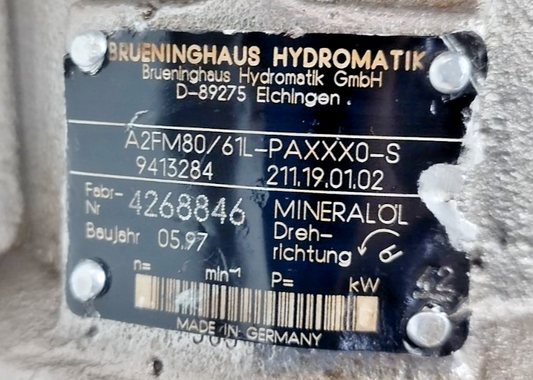 BRUENINGHAUS HYDROMATIK
Brueninghaus Hydromatik GmbH
D-89275 Elchingen
A2FM80/61L-PAXXX0-S
9413284 211.19.01.02
Fabr-Nr 4268846 MINERALÖL
Baujahr 05.97 Dreh-richtung
n= min⁻¹ P= kW
42
MADE IN GERMANY